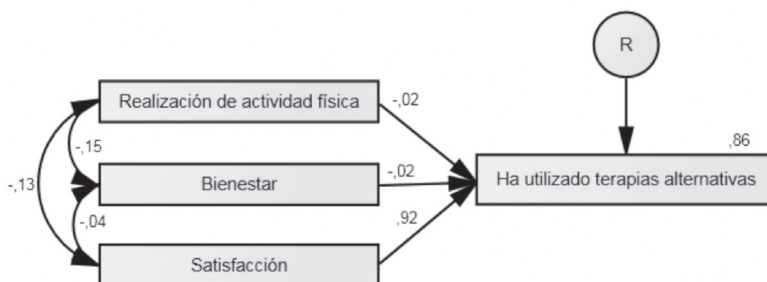 R
Realización de actividad física
-,02
-,15
,86
-,13
Bienestar
-,02
Ha utilizado terapias alternativas
-,04
,92
Satisfacción